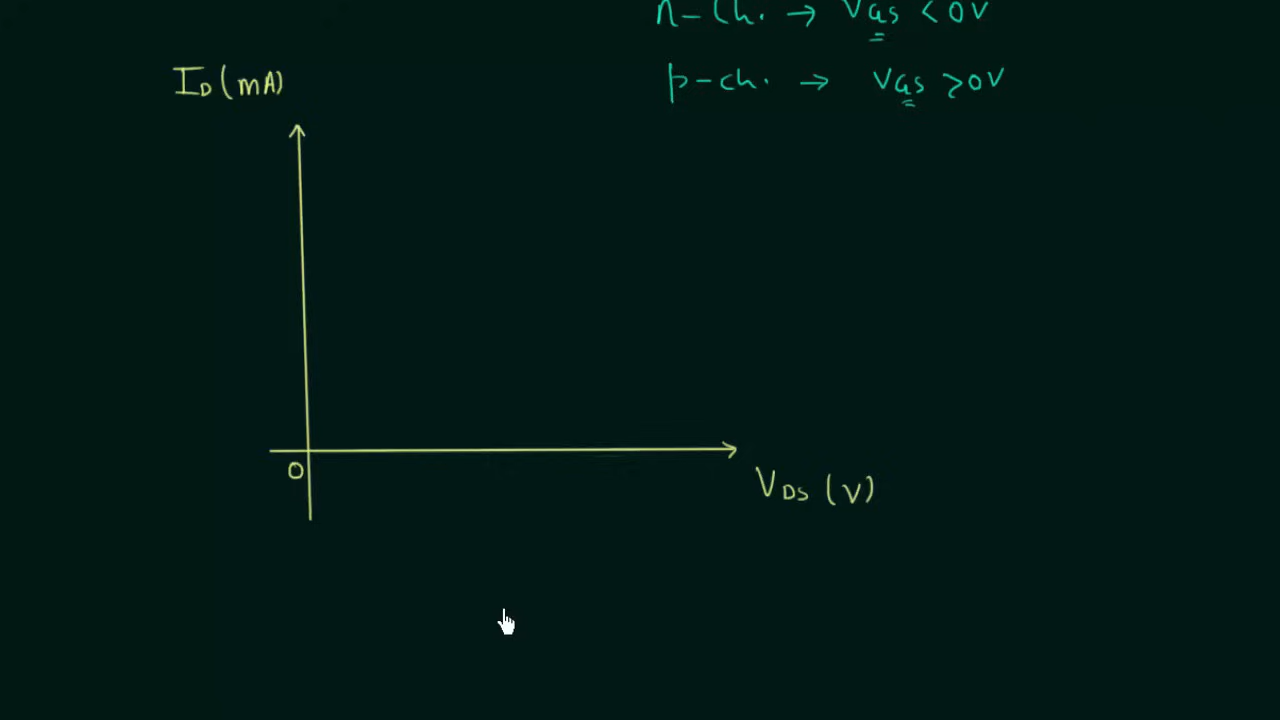 n-Ch. → VGS < 0V
p-ch. → VGS > 0V
ID (mA)
0
VDS (V)